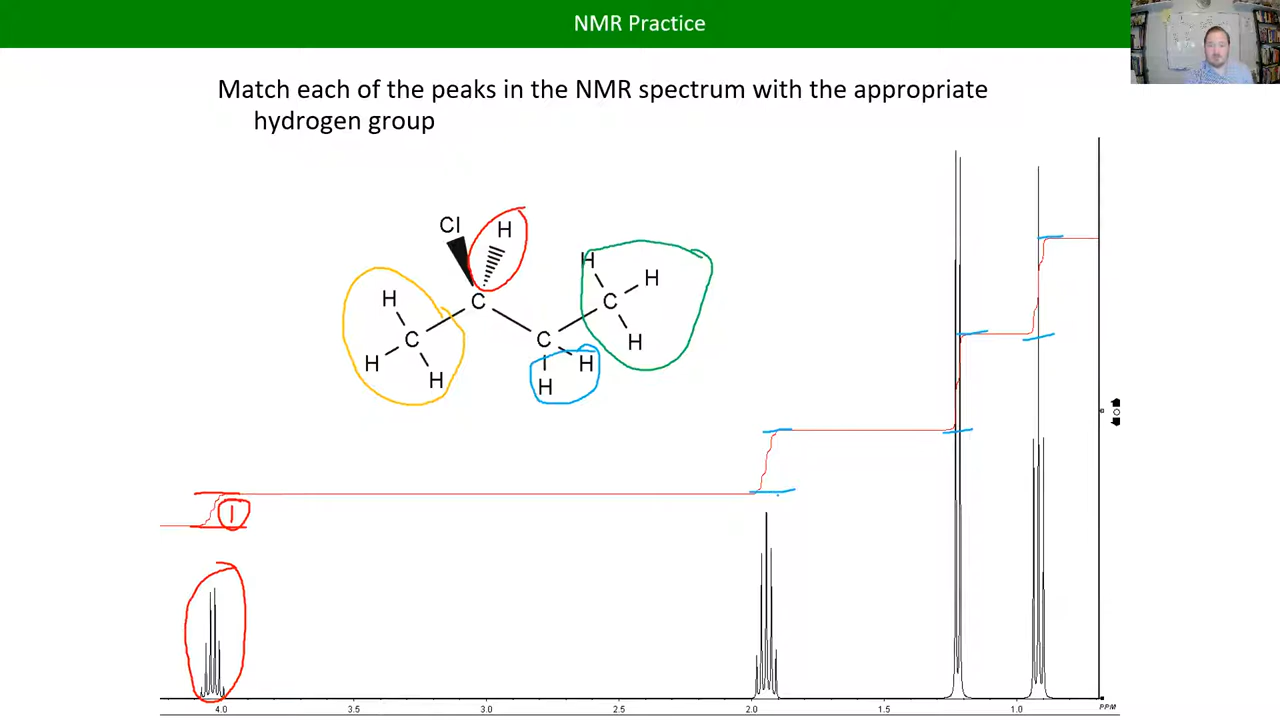 NMR Practice
Match each of the peaks in the NMR spectrum with the appropriate
hydrogen group
Cl H
H H
H C C
H C H
H H C H
H
1
4.0 3.5 3.0 2.5 2.0 1.5 1.0 PPM